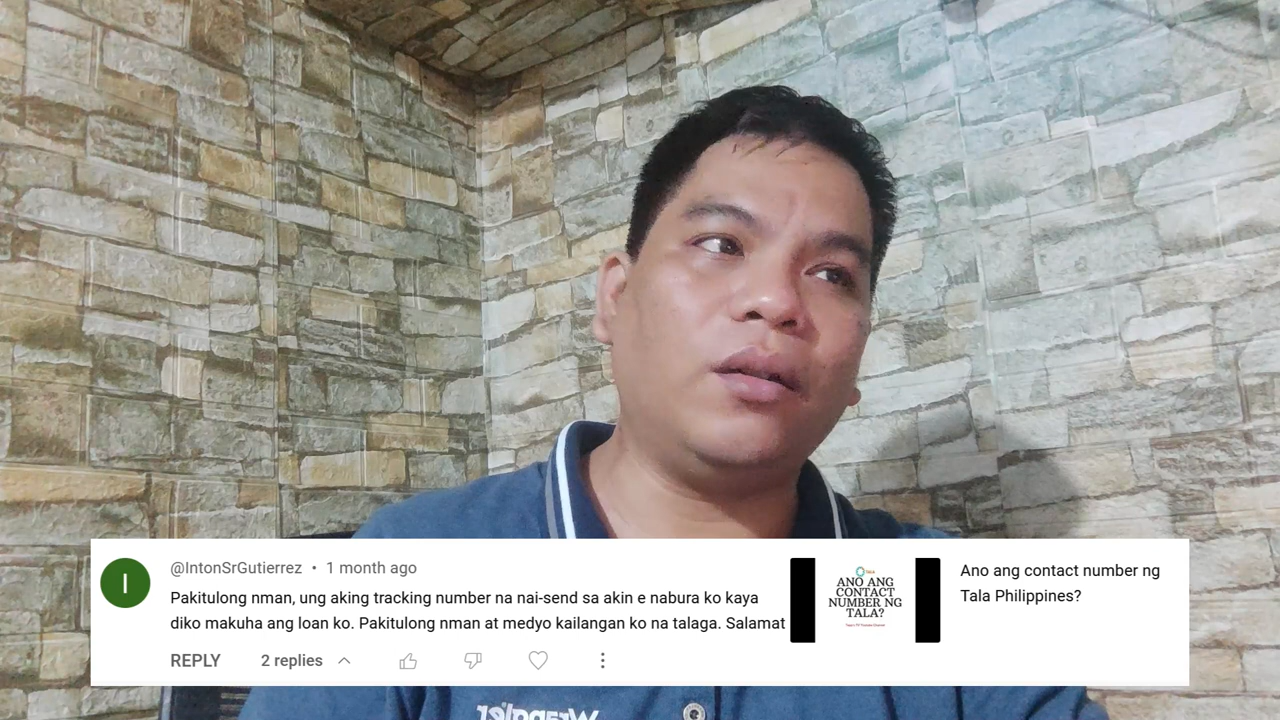 @IntonSrGutierrez • 1 month ago
Pakitulong nman, ung aking tracking number na nai-send sa akin e nabura ko kaya
diko makuha ang loan ko. Pakitulong nman at medyo kailangan ko na talaga. Salamat
REPLY 2 replies
I
TALA
ANO ANG
CONTACT
NUMBER NG
TALA?
Ano ang contact number ng
Tala Philippines?
Wrangler